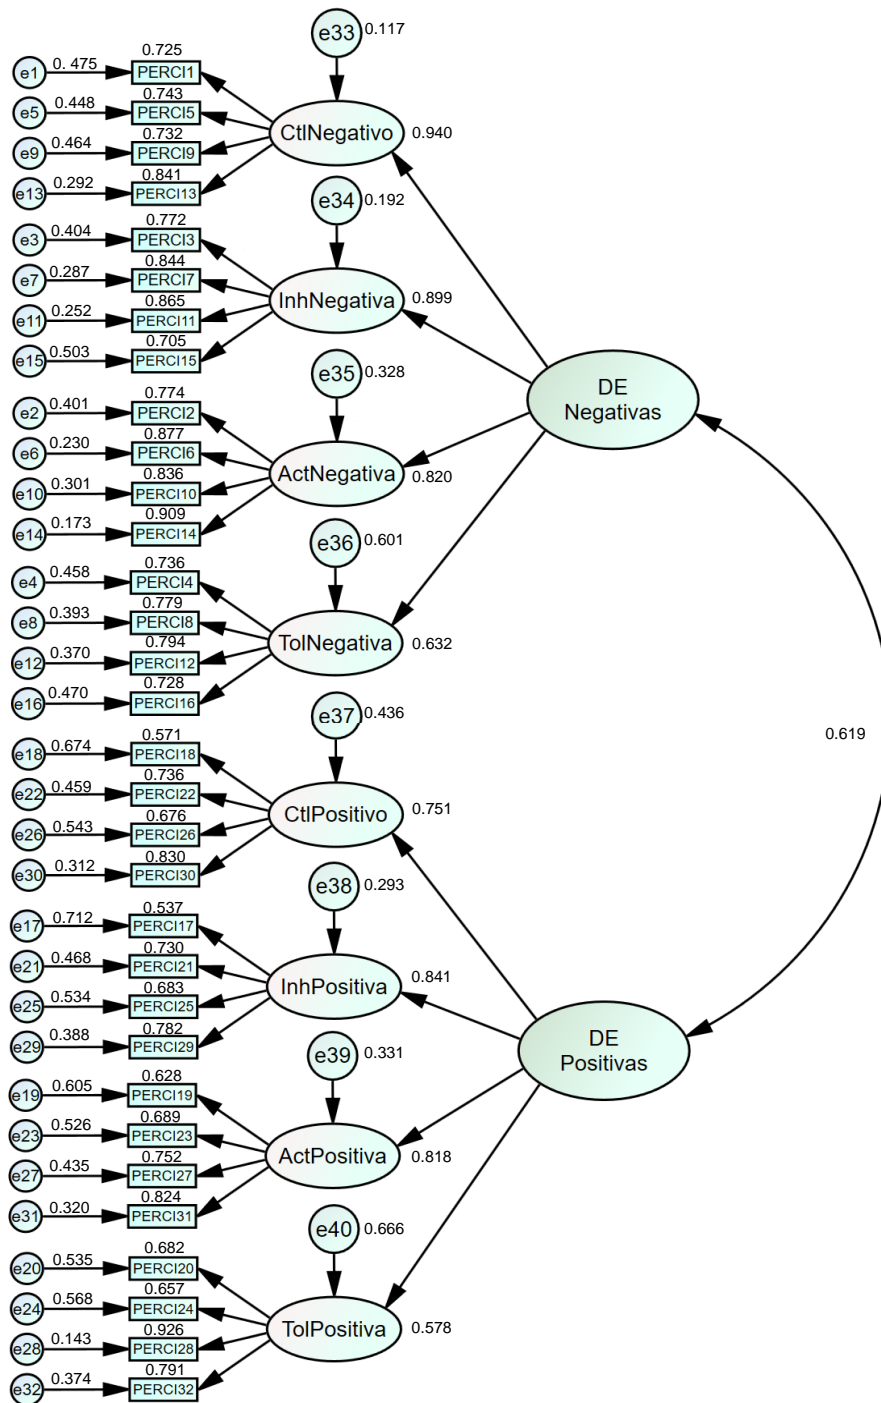 e33 0.117
0.725
e1 0. 475 PERCI1
0.743
e5 0.448 PERCI5
CtlNegativo 0.940
0.732
e9 0.464 PERCI9
0.841
e13 0.292 PERCI13
e34 0.192
0.772
e3 0.404 PERCI3
0.844
e7 0.287 PERCI7
InhNegativa 0.899
0.865
e11 0.252 PERCI11
0.705
e15 0.503 PERCI15
e35 0.328
DE
Negativas
0.774
e2 0.401 PERCI2
0.877
e6 0.230 PERCI6
ActNegativa 0.820
0.836
e10 0.301 PERCI10
0.909
e14 0.173 PERCI14
e36 0.601
0.736
e4 0.458 PERCI4
0.779
e8 0.393 PERCI8
TolNegativa 0.632
0.794
e12 0.370 PERCI12
0.728
e16 0.470 PERCI16
e37 0.436
0.619
0.571
e18 0.674 PERCI18
0.736
e22 0.459 PERCI22
CtlPositivo 0.751
0.676
e26 0.543 PERCI26
0.830
e30 0.312 PERCI30
e38 0.293
0.537
e17 0.712 PERCI17
0.730
e21 0.468 PERCI21
InhPositiva 0.841
0.683
e25 0.534 PERCI25
0.782
e29 0.388 PERCI29
DE
Positivas
e39 0.331
0.628
e19 0.605 PERCI19
0.689
e23 0.526 PERCI23
ActPositiva 0.818
0.752
e27 0.435 PERCI27
0.824
e31 0.320 PERCI31
e40 0.666
0.682
e20 0.535 PERCI20
0.657
e24 0.568 PERCI24
TolPositiva 0.578
0.926
e28 0.143 PERCI28
0.791
e32 0.374 PERCI32